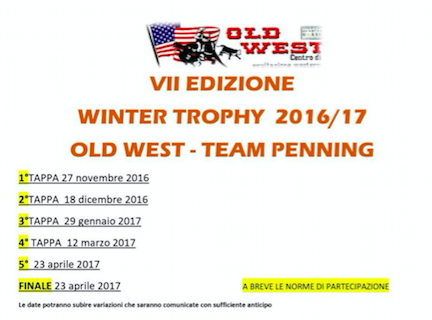 OLD
WEST
Centro d
equitazione western
VII EDIZIONE
WINTER TROPHY 2016/17
OLD WEST - TEAM PENNING
1°TAPPA 27 novembre 2016
2°TAPPA 18 dicembre 2016
3°TAPPA 29 gennaio 2017
4° TAPPA 12 marzo 2017
5° 23 aprile 2017
FINALE 23 aprile 2017 A BREVE LE NORME DI PARTECIPAZIONE
Le date potranno subire variazioni che saranno comunicate con sufficiente anticipo